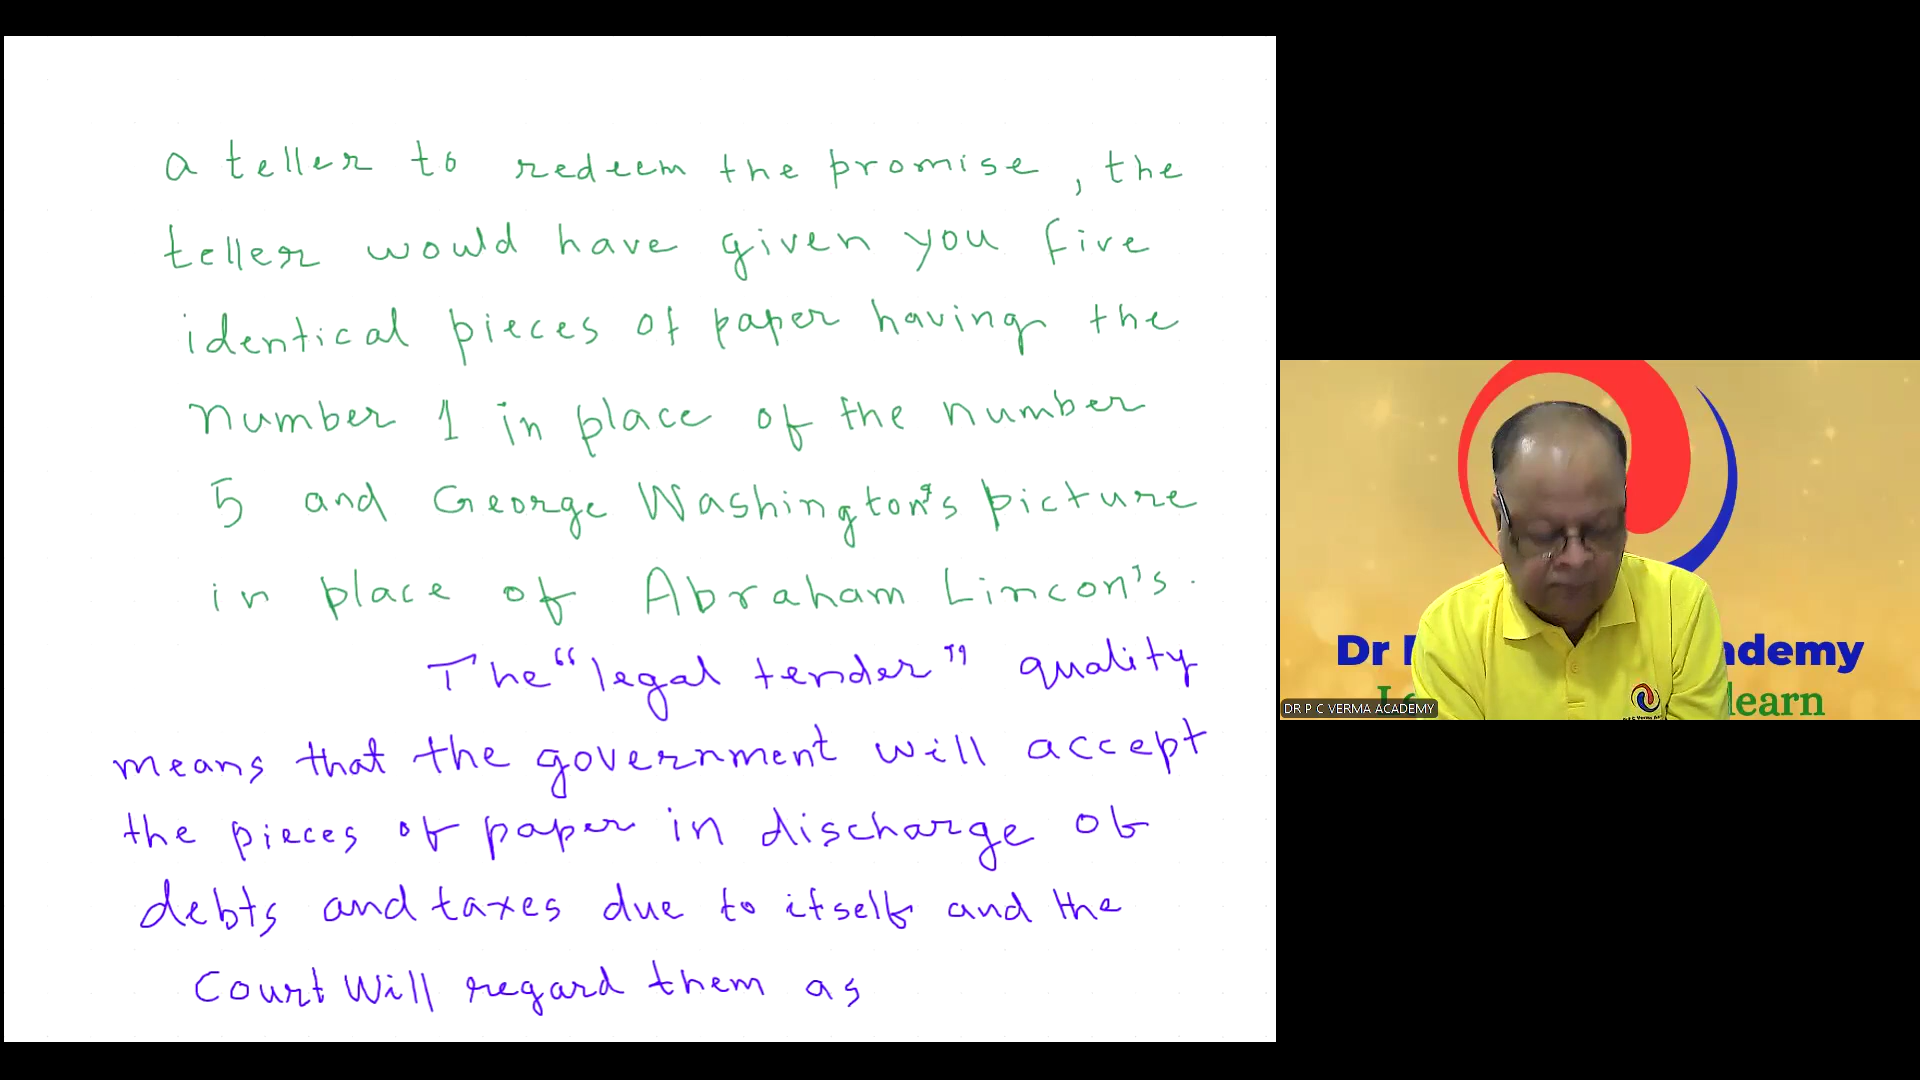 a teller to redeem the promise, the
teller would have given you five
identical pieces of paper having the
number 1 in place of the number
5 and George Washington's picture
in place of Abraham Lincon's.
The "legal tender" quality
means that the government will accept
the pieces of paper in discharge of
debts and taxes due to itself and the
Court Will regard them as
Dr
ademy
learn
DR P C VERMA ACADEMY